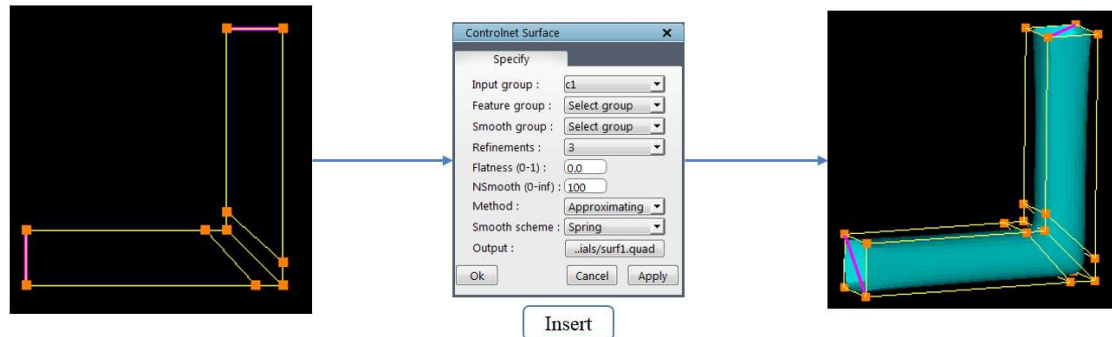 Controlnet Surface
Specify
Input group : c1
Feature group : Select group
Smooth group : Select group
Refinements : 3
Flatness (0-1) : 0.0
NSmooth (0-inf) : 100
Method : Approximating
Smooth scheme : Spring
Output : ..ials/surf1.quad
Ok Cancel Apply
Insert